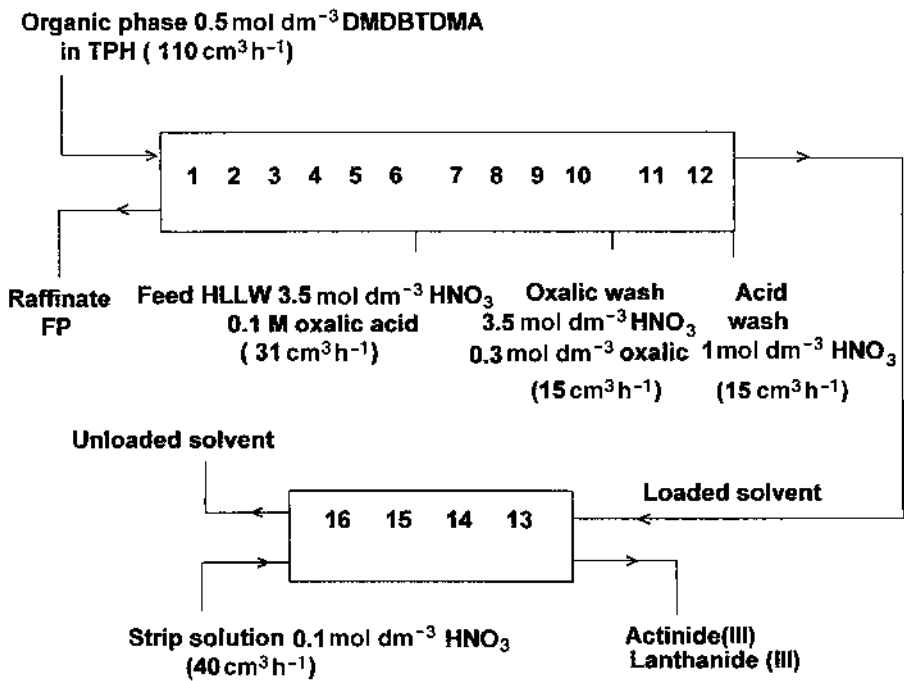 Organic phase 0.5 mol dm⁻³ DMDBTDMA
in TPH ( 110 cm³ h⁻¹)
1 2 3 4 5 6 7 8 9 10 11 12
Raffinate
FP
Feed HLLW 3.5 mol dm⁻³ HNO₃
0.1 M oxalic acid
( 31 cm³ h⁻¹)
Oxalic wash
3.5 mol dm⁻³ HNO₃
0.3 mol dm⁻³ oxalic
(15 cm³ h⁻¹)
Acid
wash
1 mol dm⁻³ HNO₃
(15 cm³ h⁻¹)
Unloaded solvent
Loaded solvent
16 15 14 13
Strip solution 0.1 mol dm⁻³ HNO₃
(40 cm³ h⁻¹)
Actinide(III)
Lanthanide (III)